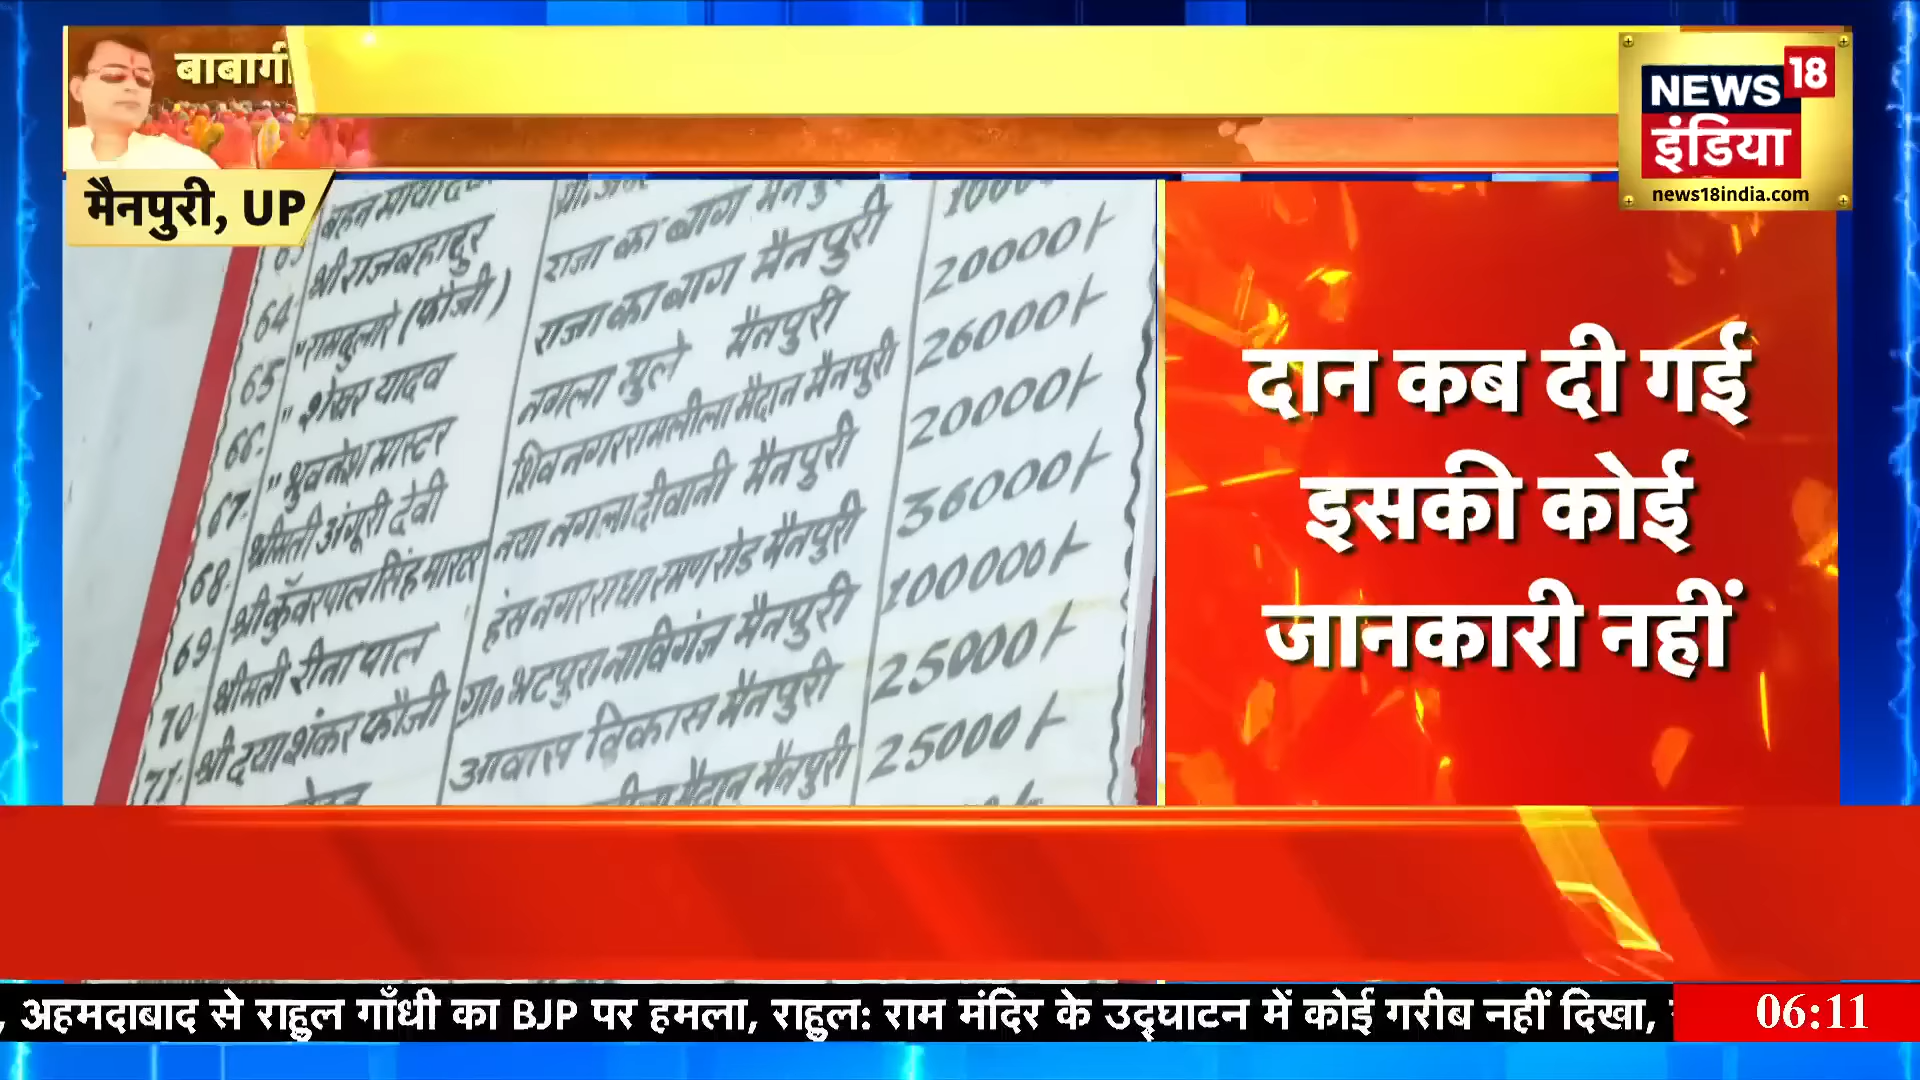 बाबागी
NEWS 18
इंडिया
news18india.com
मैनपुरी, UP
राजा का बाग
64 श्री राजबहादुर राजा का बाग मैनपुरी 20000/-
65 " रामदुलारे (फौजी) नगला मूले मैनपुरी 26000/-
66. " शेखर यादव शिव नगर रामलीला मैदान मैनपुरी 20000/-
67. " ध्रुव नरेश मास्टर नया नगला दीवानी मैनपुरी 36000/-
68. श्रीमती अंगूरी देवी हंस नगर राधा रमण रोड मैनपुरी 100000/-
69. श्री कुँवरपाल सिंह मास्टर ग्रा० भटपुरा नाविगंज मैनपुरी 25000/-
70. श्रीमती रीना पाल आवास विकास मैनपुरी 25000/-
71. श्री दयाशंकर फौजी मैदान मैनपुरी
दान कब दी गई
इसकी कोई
जानकारी नहीं
, अहमदाबाद से राहुल गाँधी का BJP पर हमला, राहुल: राम मंदिर के उद्घाटन में कोई गरीब नहीं दिखा,
06:11